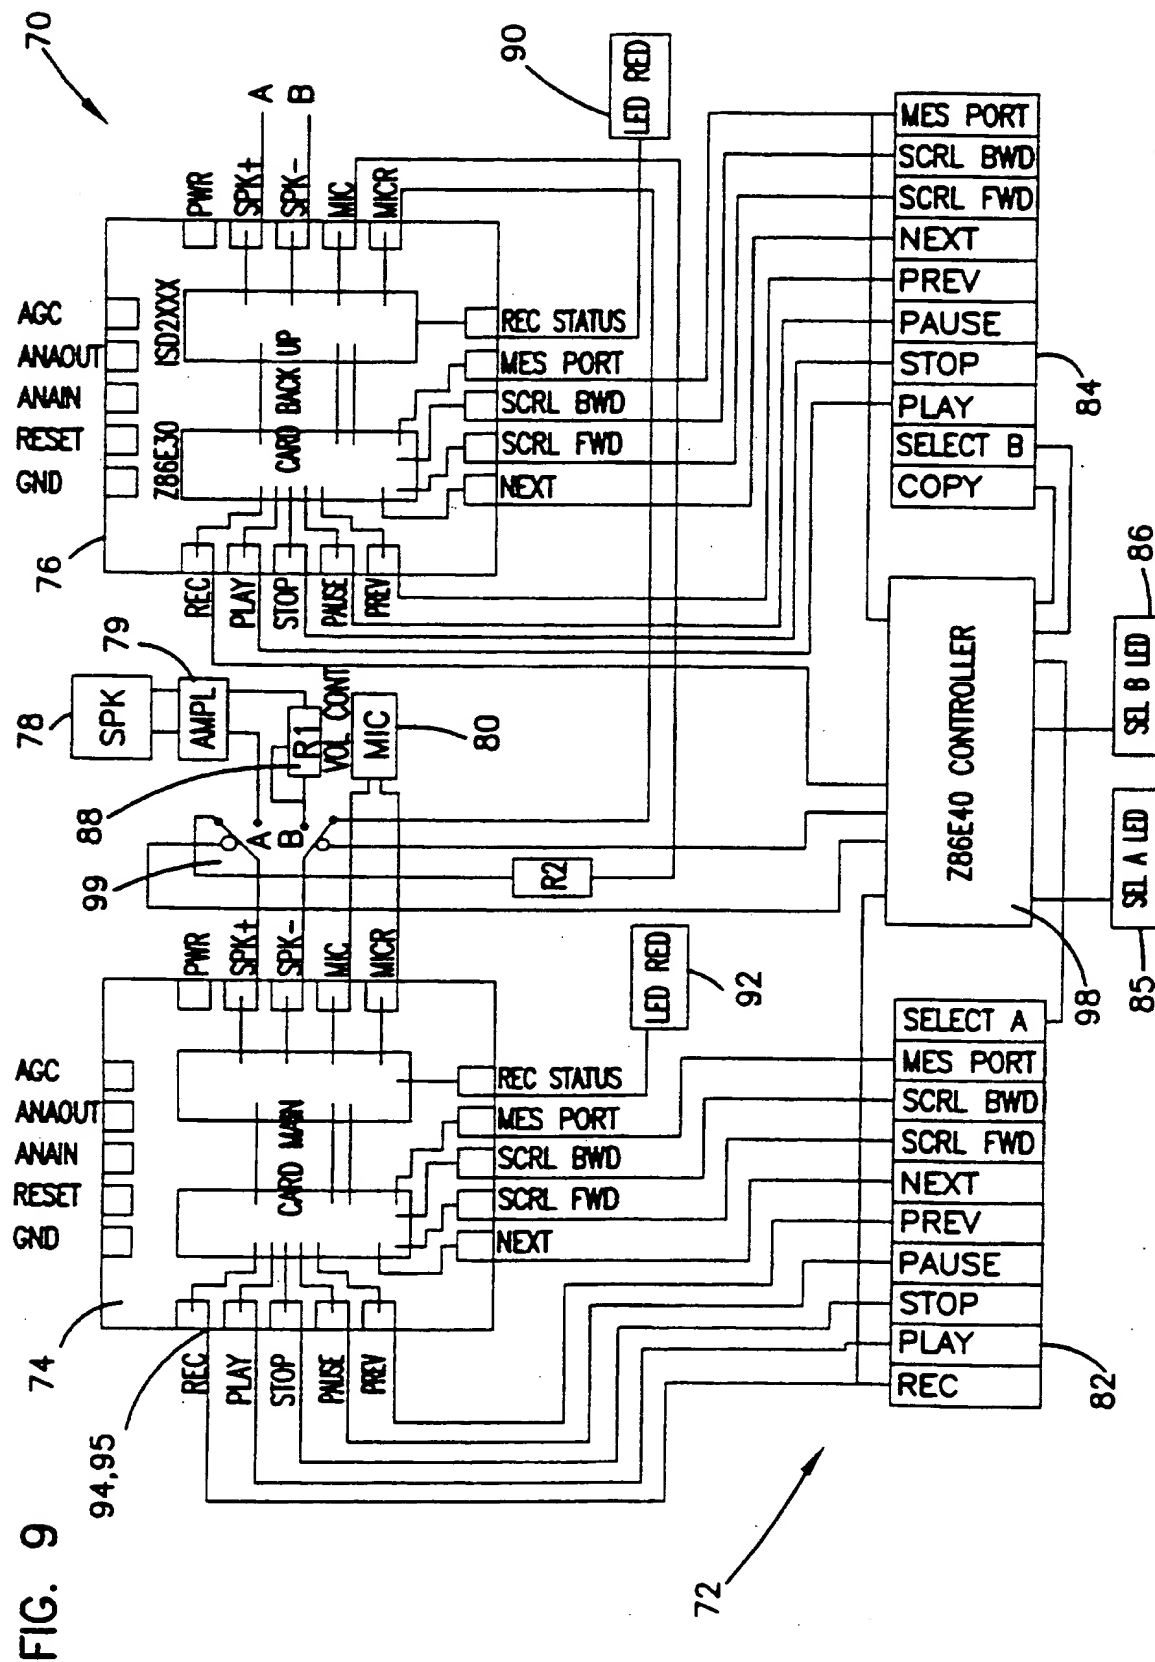 FIG. 9
70
72
74
AGC
ANAOUT
ANAIN
RESET
GND
PWR
SPK+
SPK-
MIC
MICR
CARD MAIN
REC STATUS
MES PORT
SCRL BWD
SCRL FWD
NEXT
REC
PLAY
STOP
PAUSE
PREV
94,95
76
AGC
ANAOUT
ANAIN
RESET
GND
PWR
SPK+
SPK-
MIC
MICR
A
B
ISD2XXX
Z86E30
CARD BACK UP
REC STATUS
MES PORT
SCRL BWD
SCRL FWD
NEXT
REC
PLAY
STOP
PAUSE
PREV
78
SPK
79
AMPL
88
R1
VOL CONT
MIC
80
99
A
B
R2
90
LED RED
LED RED
92
SELECT A
MES PORT
SCRL BWD
SCRL FWD
NEXT
PREV
PAUSE
STOP
PLAY
REC
82
Z86E40 CONTROLLER
98
MES PORT
SCRL BWD
SCRL FWD
NEXT
PREV
PAUSE
STOP
PLAY
SELECT B
COPY
84
SEL A LED
85
SEL B LED
86